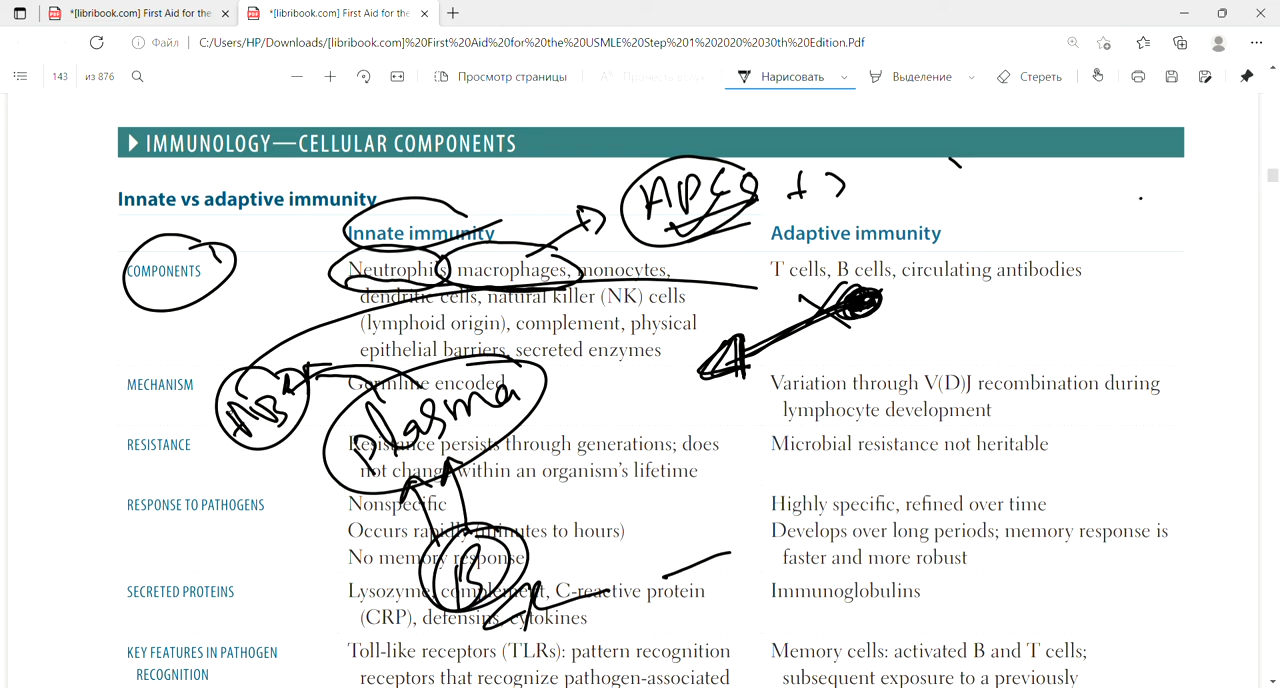 *[libribook.com] First Aid for the *[libribook.com] First Aid for the
Файл C:/Users/HP/Downloads/[libribook.com]%20First%20Aid%20for%20the%20USMLE%20Step%201%202020%2030th%20Edition.Pdf
143 из 876 Просмотр страницы Прочесть вслух Нарисовать Выделение Стереть
IMMUNOLOGY—CELLULAR COMPONENTS
Innate vs adaptive immunity
APCs
Innate immunity Adaptive immunity
COMPONENTS Neutrophils, macrophages, monocytes, T cells, B cells, circulating antibodies
dendritic cells, natural killer (NK) cells
(lymphoid origin), complement, physical
epithelial barriers, secreted enzymes
MECHANISM Germline encoded Variation through V(D)J recombination during
lymphocyte development
AB plasma
RESISTANCE Resistance persists through generations; does Microbial resistance not heritable
not change within an organism's lifetime
RESPONSE TO PATHOGENS Nonspecific Highly specific, refined over time
Occurs rapidly (minutes to hours) Develops over long periods; memory response is
No memory response faster and more robust
B
SECRETED PROTEINS Lysozyme, complement, C-reactive protein Immunoglobulins
(CRP), defensins, cytokines
KEY FEATURES IN PATHOGEN Toll-like receptors (TLRs): pattern recognition Memory cells: activated B and T cells;
RECOGNITION receptors that recognize pathogen-associated subsequent exposure to a previously